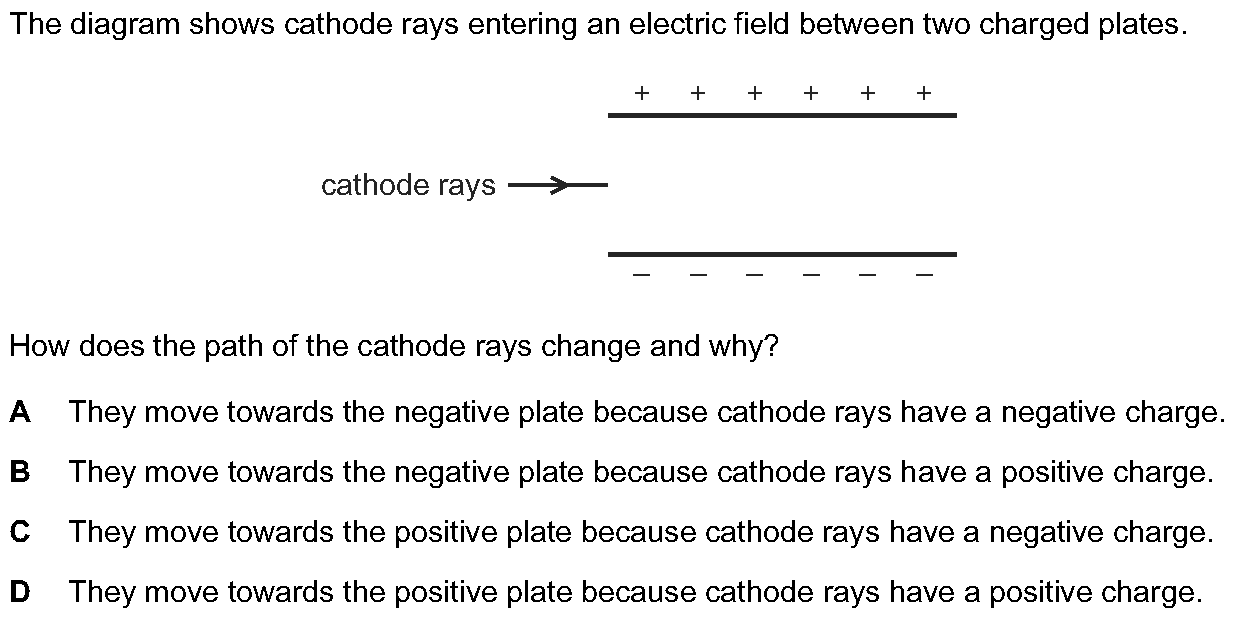 The diagram shows cathode rays entering an electric field between two charged plates.
+ + + + + +
cathode rays
– – – – – –
How does the path of the cathode rays change and why?
A They move towards the negative plate because cathode rays have a negative charge.
B They move towards the negative plate because cathode rays have a positive charge.
C They move towards the positive plate because cathode rays have a negative charge.
D They move towards the positive plate because cathode rays have a positive charge.